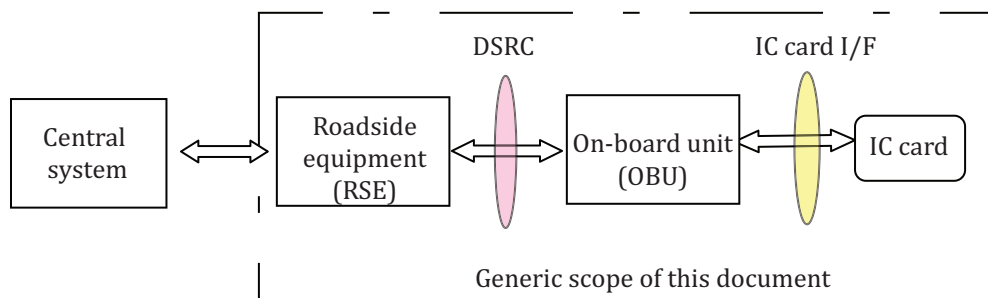 DSRC
IC card I/F
Central
system
Roadside
equipment
(RSE)
On-board unit
(OBU)
IC card
Generic scope of this document